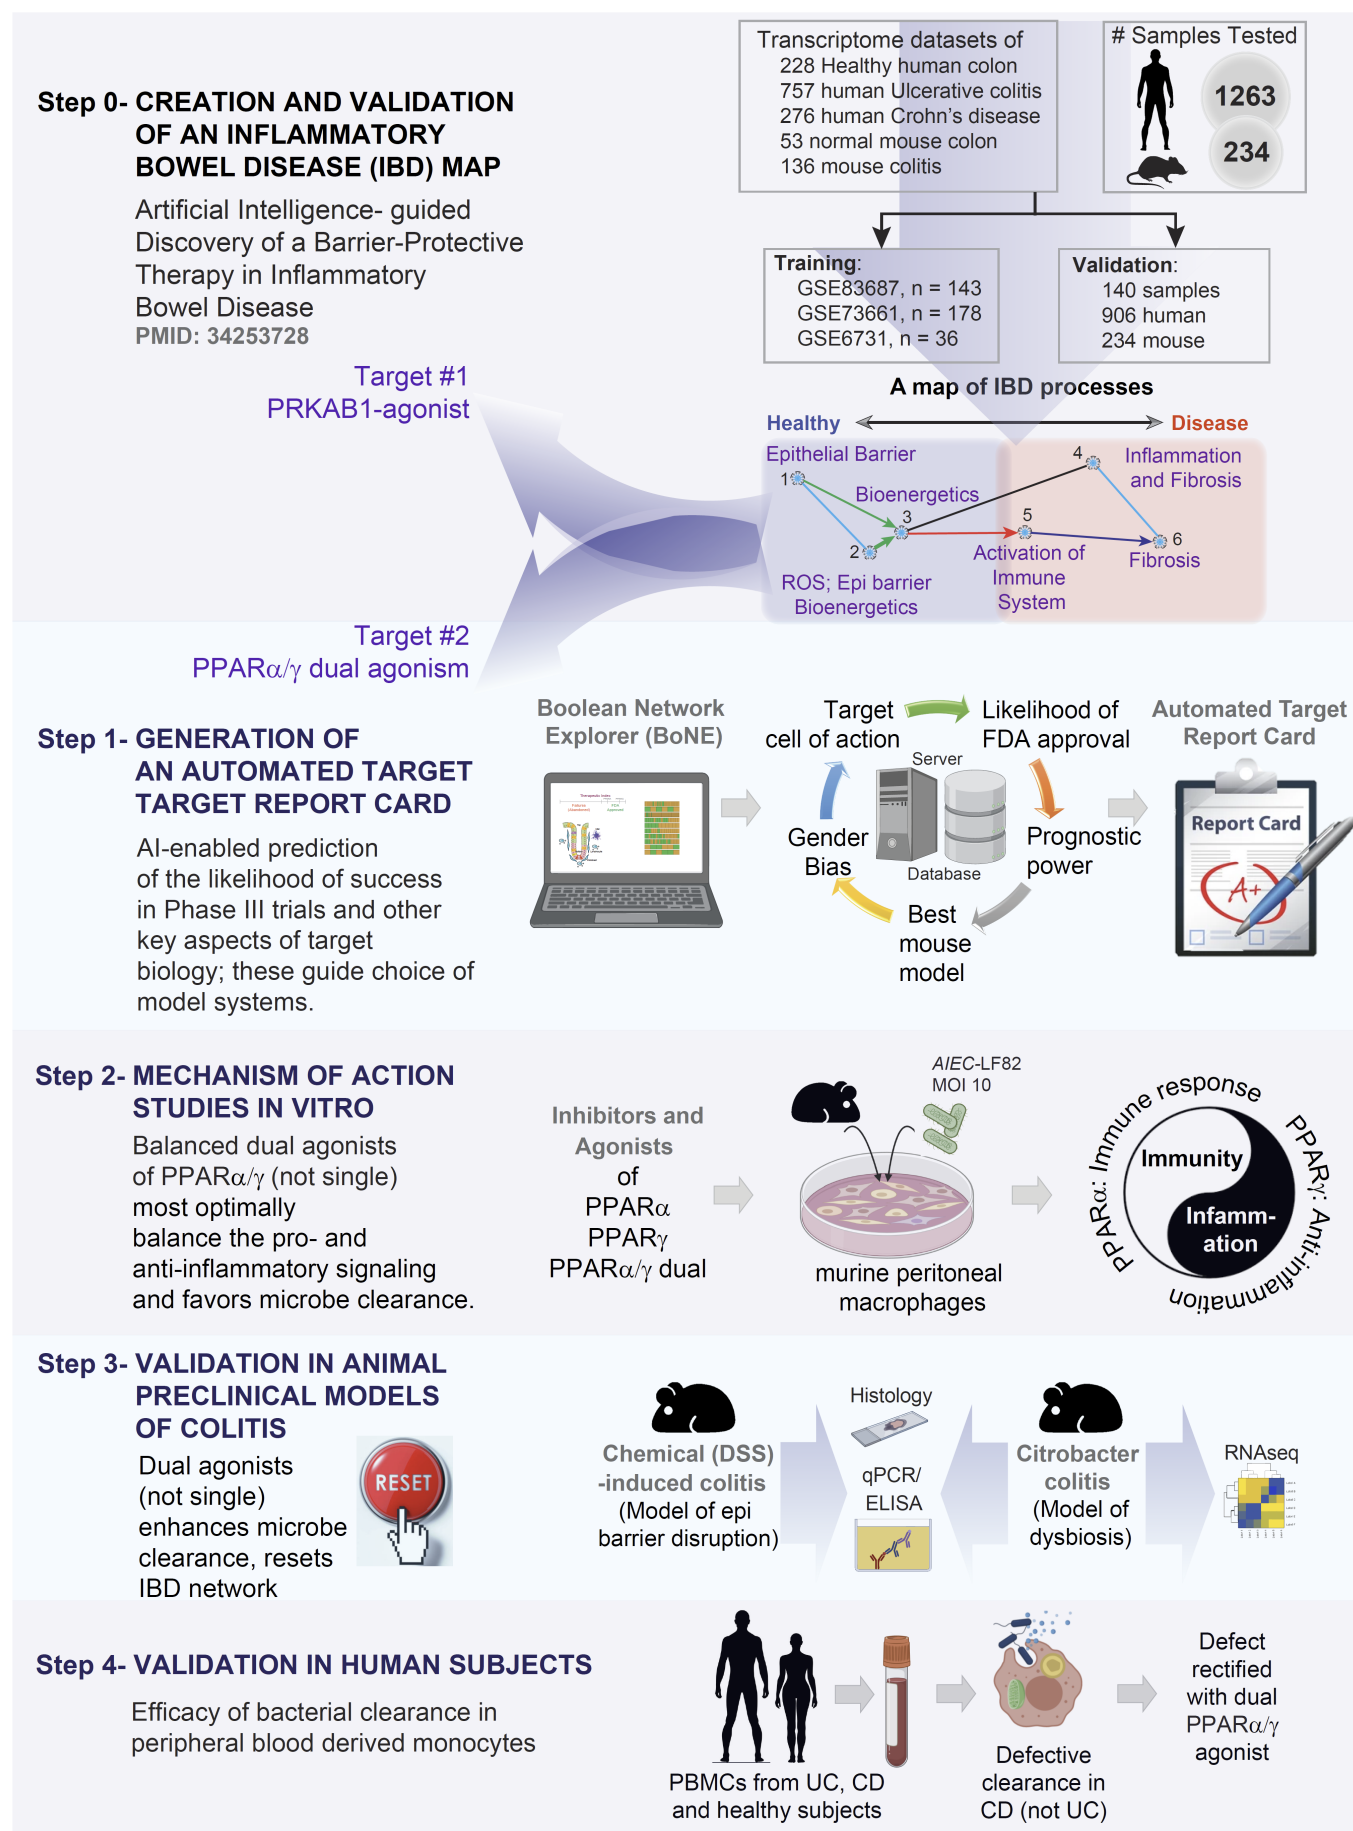 Step 0- CREATION AND VALIDATION
OF AN INFLAMMATORY
BOWEL DISEASE (IBD) MAP
Artificial Intelligence- guided
Discovery of a Barrier-Protective
Therapy in Inflammatory
Bowel Disease
PMID: 34253728
Transcriptome datasets of
228 Healthy human colon
757 human Ulcerative colitis
276 human Crohn's disease
53 normal mouse colon
136 mouse colitis
# Samples Tested
1263
234
Training:
GSE83687, n = 143
GSE73661, n = 178
GSE6731, n = 36
Validation:
140 samples
906 human
234 mouse
A map of IBD processes
Healthy
Disease
Epithelial Barrier
1
Bioenergetics
3
2
ROS; Epi barrier
Bioenergetics
4
Inflammation
and Fibrosis
5
Activation of
Immune
System
6
Fibrosis
Target #1
PRKAB1-agonist
Target #2
PPARα/γ dual agonism
Step 1- GENERATION OF
AN AUTOMATED TARGET
TARGET REPORT CARD
AI-enabled prediction
of the likelihood of success
in Phase III trials and other
key aspects of target
biology; these guide choice of
model systems.
Boolean Network
Explorer (BoNE)
Therapeutic Index
Target
cell of action
Likelihood of
FDA approval
Server
Database
Gender
Bias
Prognostic
power
Best
mouse
model
Automated Target
Report Card
Report Card
A+
Step 2- MECHANISM OF ACTION
STUDIES IN VITRO
Balanced dual agonists
of PPARα/γ (not single)
most optimally
balance the pro- and
anti-inflammatory signaling
and favors microbe clearance.
Inhibitors and
Agonists
of
PPARα
PPARγ
PPARα/γ dual
AIEC-LF82
MOI 10
murine peritoneal
macrophages
PPARα: Immune response
PPARγ: Anti-inflammation
Immunity
Infamm-
ation
Step 3- VALIDATION IN ANIMAL
PRECLINICAL MODELS
OF COLITIS
Dual agonists
(not single)
enhances microbe
clearance, resets
IBD network
RESET
Chemical (DSS)
-induced colitis
(Model of epi
barrier disruption)
Histology
qPCR/
ELISA
Citrobacter
colitis
(Model of
dysbiosis)
RNAseq
Step 4- VALIDATION IN HUMAN SUBJECTS
Efficacy of bacterial clearance in
peripheral blood derived monocytes
PBMCs from UC, CD
and healthy subjects
Defective
clearance in
CD (not UC)
Defect
rectified
with dual
PPARα/γ
agonist